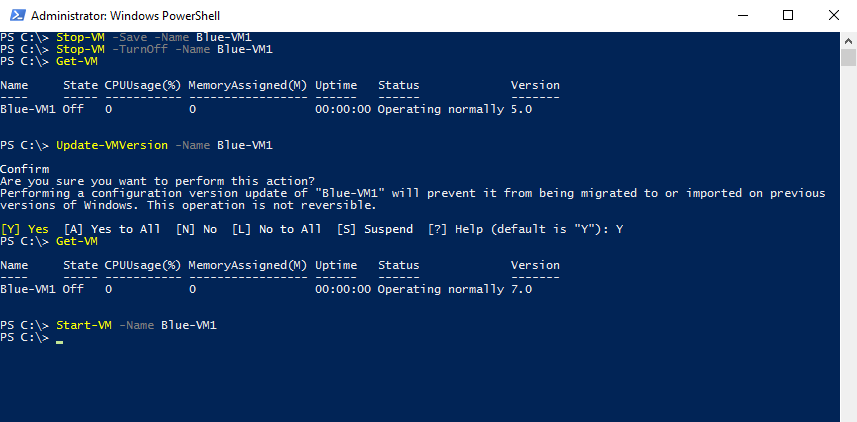 Administrator: Windows PowerShell
PS C:\> Stop-VM -Save -Name Blue-VM1
PS C:\> Stop-VM -TurnOff -Name Blue-VM1
PS C:\> Get-VM
Name State CPUUsage(%) MemoryAssigned(M) Uptime Status Version
---- ----- ----------- ----------------- ------ ------ -------
Blue-VM1 Off 0 0 00:00:00 Operating normally 5.0
PS C:\> Update-VMVersion -Name Blue-VM1
Confirm
Are you sure you want to perform this action?
Performing a configuration version update of "Blue-VM1" will prevent it from being migrated to or imported on previous
versions of Windows. This operation is not reversible.
[Y] Yes [A] Yes to All [N] No [L] No to All [S] Suspend [?] Help (default is "Y"): Y
PS C:\> Get-VM
Name State CPUUsage(%) MemoryAssigned(M) Uptime Status Version
---- ----- ----------- ----------------- ------ ------ -------
Blue-VM1 Off 0 0 00:00:00 Operating normally 7.0
PS C:\> Start-VM -Name Blue-VM1
PS C:\>